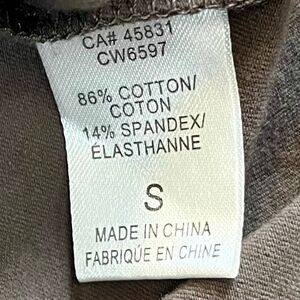 CA# 45831
CW6597
86% COTTON/
COTON
14% SPANDEX/
ÉLASTHANNE
S
MADE IN CHINA
FABRIQUÉ EN CHINE